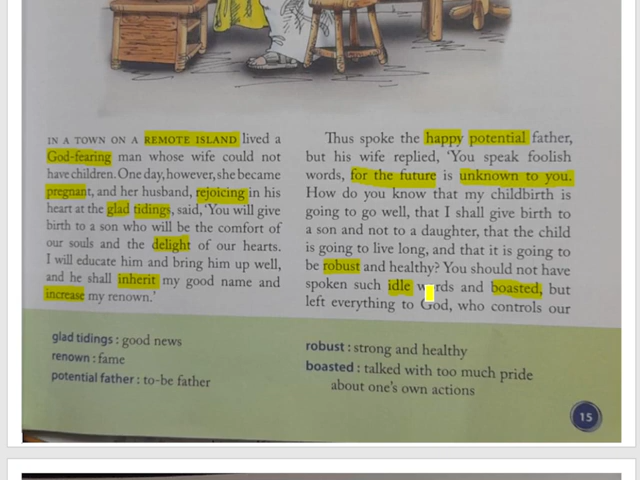 IN A TOWN ON A REMOTE ISLAND lived a
God-fearing man whose wife could not
have children. One day, however, she became
pregnant, and her husband, rejoicing in his
heart at the glad tidings, said, 'You will give
birth to a son who will be the comfort of
our souls and the delight of our hearts.
I will educate him and bring him up well,
and he shall inherit my good name and
increase my renown.'
Thus spoke the happy potential father,
but his wife replied, 'You speak foolish
words, for the future is unknown to you.
How do you know that my childbirth is
going to go well, that I shall give birth to
a son and not to a daughter, that the child
is going to live long, and that it is going to
be robust and healthy? You should not have
spoken such idle words and boasted, but
left everything to God, who controls our
glad tidings : good news
renown : fame
potential father : to-be father
robust : strong and healthy
boasted : talked with too much pride
about one's own actions
15